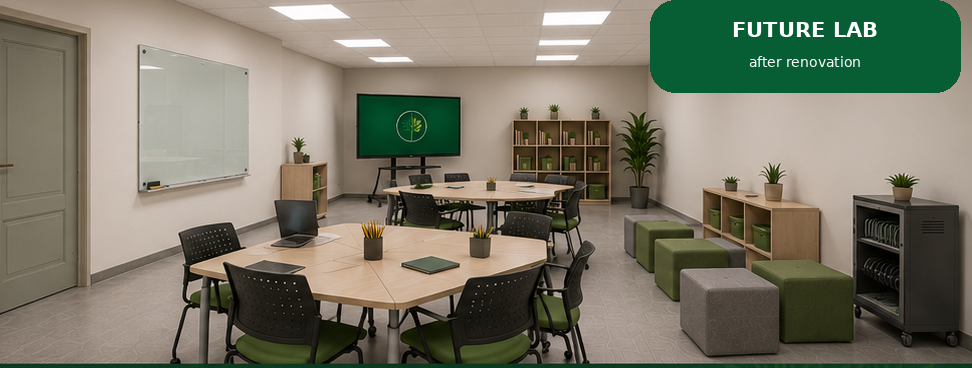 FUTURE LAB
after renovation